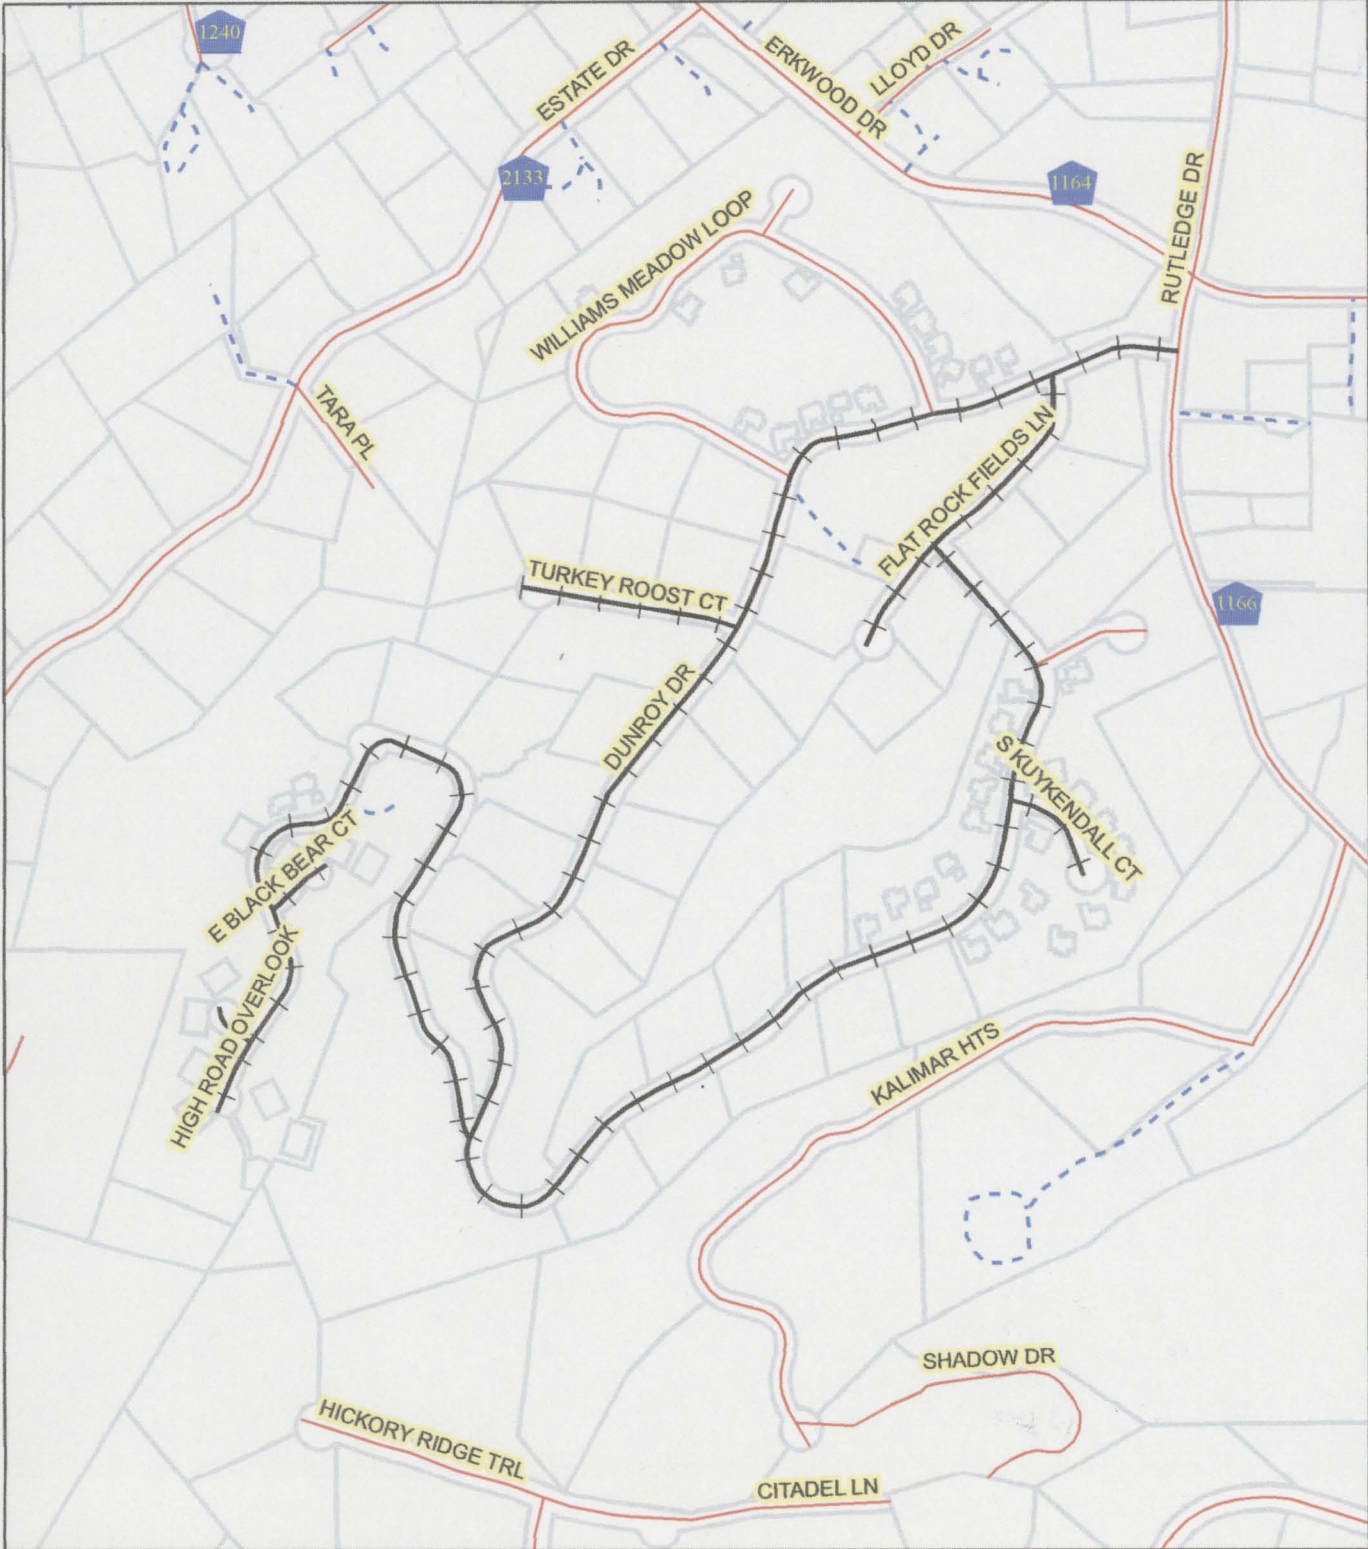 1240
ESTATE DR
ERKWOOD DR
LLOYD DR
2133
1164
RUTLEDGE DR
WILLIAMS MEADOW LOOP
TARA PL
FLAT ROCK FIELDS LN
TURKEY ROOST CT
1166
DUNROY DR
S KUYKENDALL CT
E BLACK BEAR CT
HIGH ROAD OVERLOOK
KALIMAR HTS
SHADOW DR
HICKORY RIDGE TRL
CITADEL LN